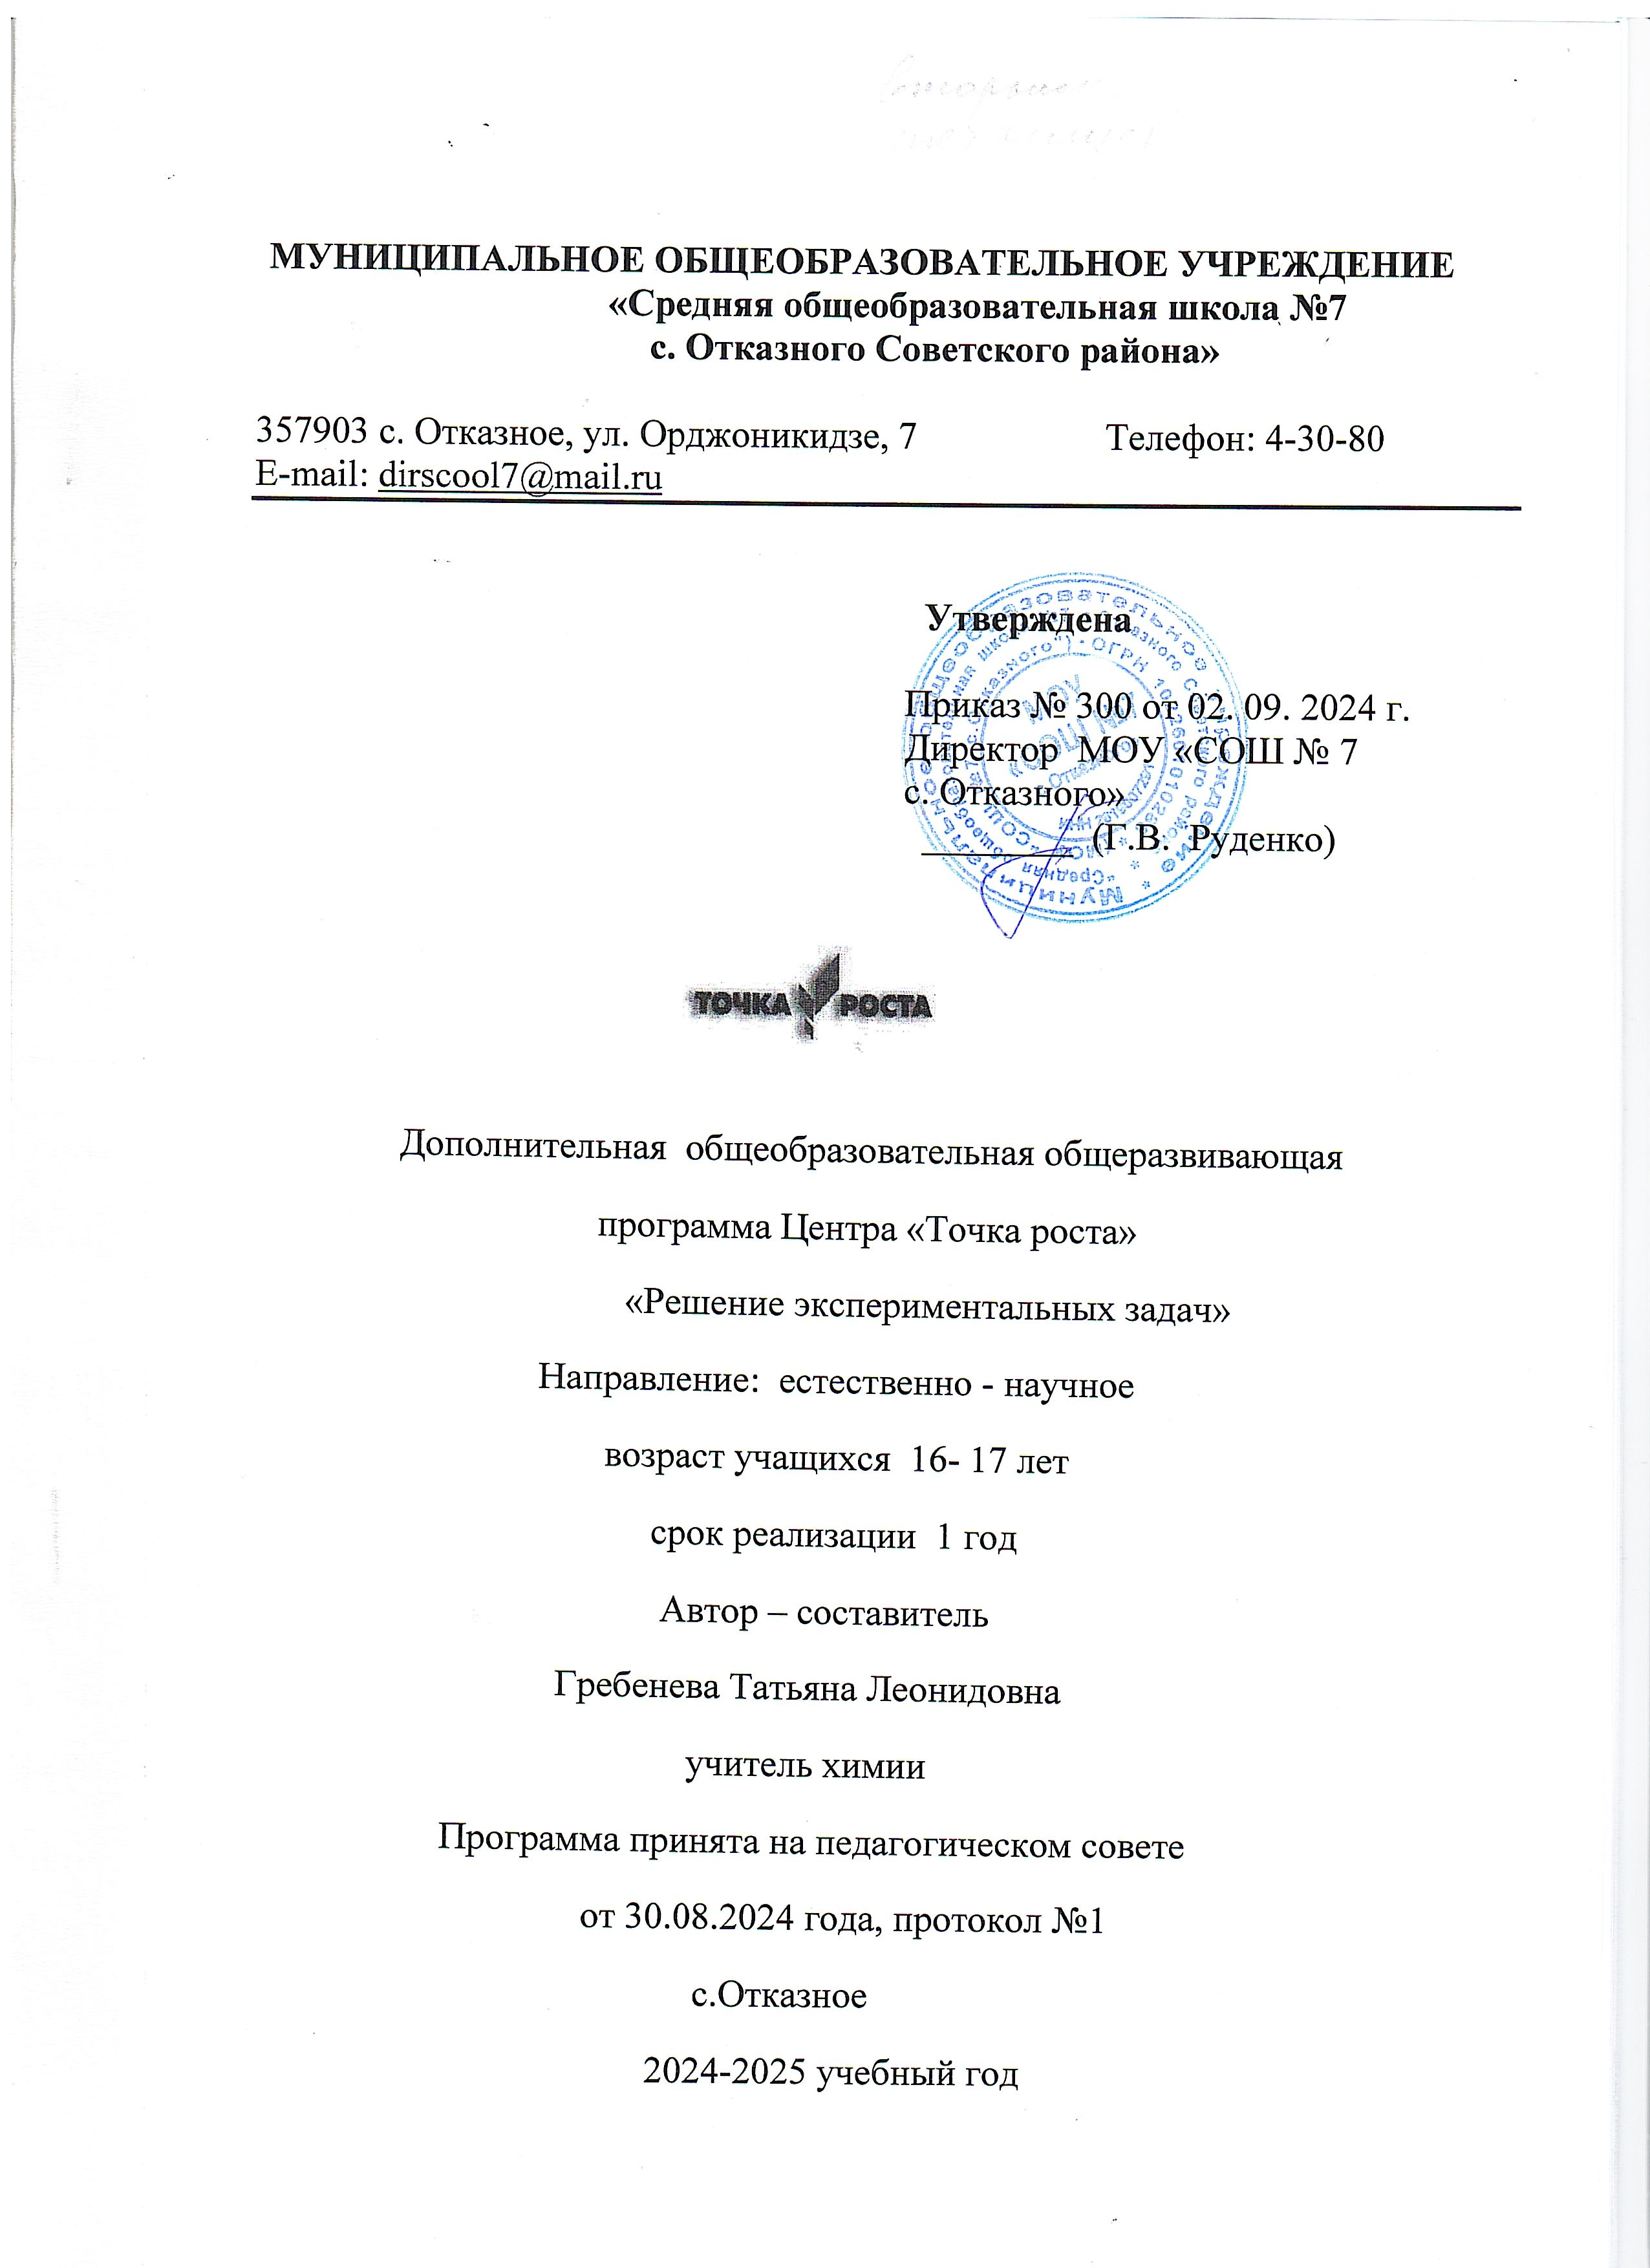 МУНИЦИПАЛЬНОЕ ОБЩЕОБРАЗОВАТЕЛЬНОЕ УЧРЕЖДЕНИЕ
«Средняя общеобразовательная школа №7
с. Отказного Советского района»
357903 с. Отказное, ул. Орджоникидзе, 7 Телефон: 4-30-80
E-mail: dirscool7@mail.ru
Утверждена
Приказ № 300 от 02. 09. 2024 г.
Директор МОУ «СОШ № 7
с. Отказного»
________ (Г.В. Руденко)
ТОЧКА РОСТА
Дополнительная общеобразовательная общеразвивающая
программа Центра «Точка роста»
«Решение экспериментальных задач»
Направление: естественно - научное
возраст учащихся 16- 17 лет
срок реализации 1 год
Автор – составитель
Гребенева Татьяна Леонидовна
учитель химии
Программа принята на педагогическом совете
от 30.08.2024 года, протокол №1
с.Отказное
2024-2025 учебный год